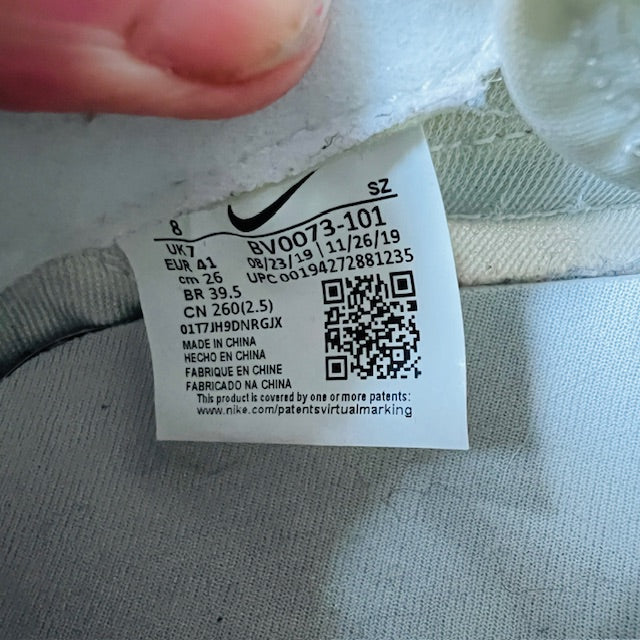 8 SZ
UK 7 BV0073-101
EUR 41 08/23/19 | 11/26/19
cm 26 UPC 00194272881235
BR 39.5
CN 260(2.5)
01T7JH9DNRGJX
MADE IN CHINA
HECHO EN CHINA
FABRIQUE EN CHINE
FABRICADO NA CHINA
This product is covered by one or more patents:
www.nike.com/patentsvirtualmarking